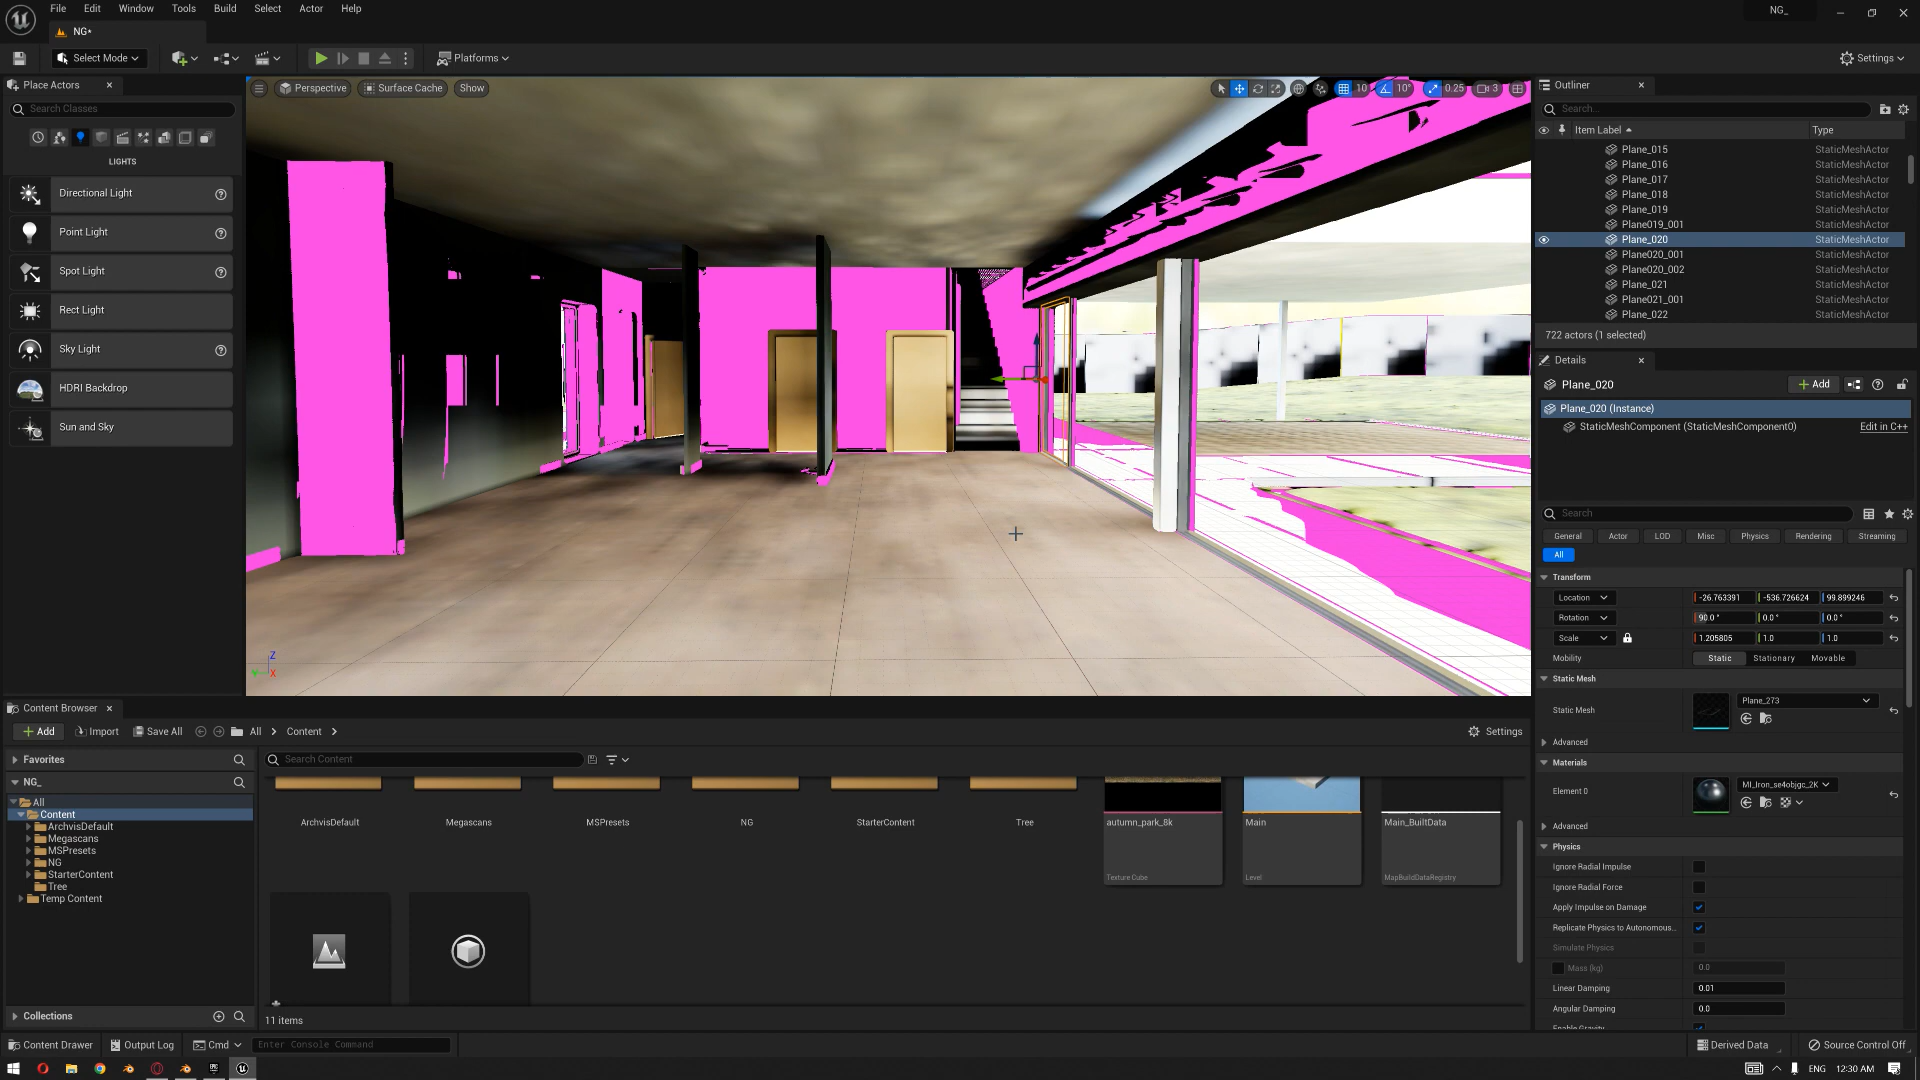 File Edit Window Tools Build Select Actor Help
NG_
NG*
Select Mode
Platforms
Settings
Place Actors
Search Classes
LIGHTS
Directional Light
Point Light
Spot Light
Rect Light
Sky Light
HDRI Backdrop
Sun and Sky
Perspective Surface Cache Show
10 10° 0.25 3
Z
Y X
Outliner
Search...
Item Label Type
Plane_015 StaticMeshActor
Plane_016 StaticMeshActor
Plane_017 StaticMeshActor
Plane_018 StaticMeshActor
Plane_019 StaticMeshActor
Plane019_001 StaticMeshActor
Plane_020 StaticMeshActor
Plane020_001 StaticMeshActor
Plane020_002 StaticMeshActor
Plane_021 StaticMeshActor
Plane021_001 StaticMeshActor
Plane_022 StaticMeshActor
722 actors (1 selected)
Details
Plane_020
Add
Plane_020 (Instance)
StaticMeshComponent (StaticMeshComponent0) Edit in C++
Search
General Actor LOD Misc Physics Rendering Streaming
All
Transform
Location -26.763391 -536.726624 99.899246
Rotation 90.0 ° 0.0 ° 0.0 °
Scale 1.205805 1.0 1.0
Mobility Static Stationary Movable
Static Mesh
Static Mesh Plane_273
Advanced
Materials
Element 0 MI_Iron_se4objgc_2K
Advanced
Physics
Ignore Radial Impulse
Ignore Radial Force
Apply Impulse on Damage
Replicate Physics to Autonomous...
Simulate Physics
Mass (kg) 0.0
Linear Damping 0.01
Angular Damping 0.0
Enable Gravity
Content Browser
Add Import Save All All Content Settings
Favorites
Search Content
NG_
All
Content
ArchvisDefault
Megascans
MSPresets
NG
StarterContent
Tree
Temp Content
Collections
ArchvisDefault Megascans MSPresets NG StarterContent Tree autumn_park_8k Main Main_BuiltData
Texture Cube Level MapBuildDataRegistry
11 items
Content Drawer Output Log Cmd Enter Console Command Derived Data Source Control Off
ENG 12:30 AM